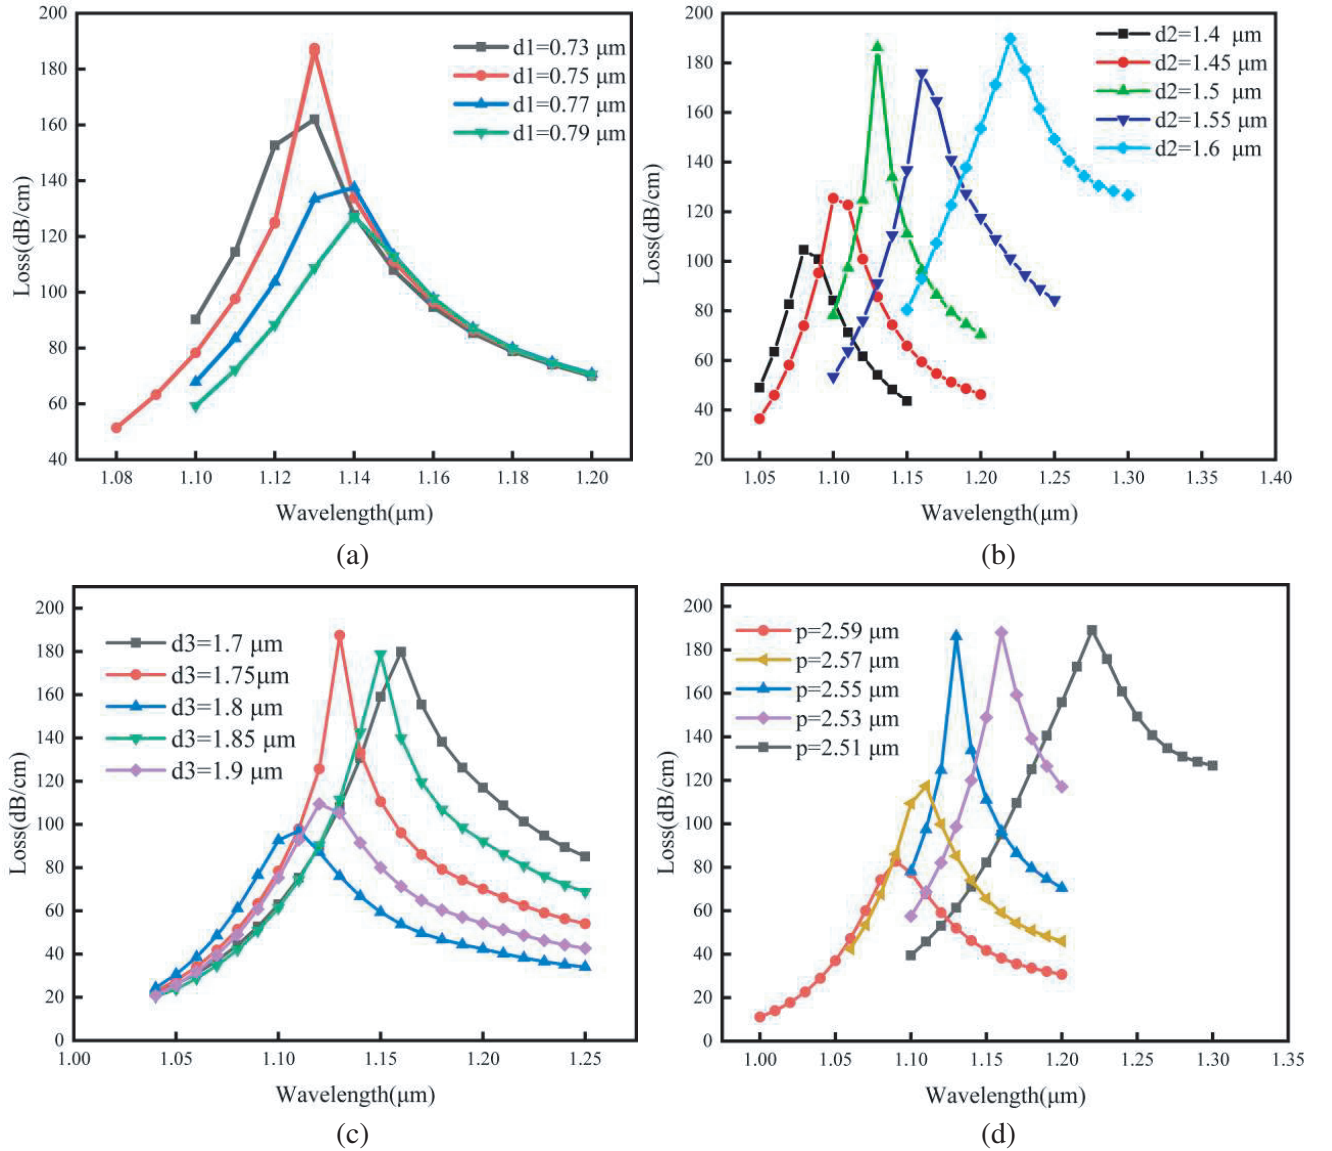 200
180
160
140
120
100
80
60
40
Loss(dB/cm)
d1=0.73 μm
d1=0.75 μm
d1=0.77 μm
d1=0.79 μm
1.08 1.10 1.12 1.14 1.16 1.18 1.20
Wavelength(μm)
(a)
200
180
160
140
120
100
80
60
40
20
Loss(dB/cm)
d2=1.4 μm
d2=1.45 μm
d2=1.5 μm
d2=1.55 μm
d2=1.6 μm
1.05 1.10 1.15 1.20 1.25 1.30 1.35 1.40
Wavelength(μm)
(b)
200
180
160
140
120
100
80
60
40
20
0
Loss(dB/cm)
d3=1.7 μm
d3=1.75μm
d3=1.8 μm
d3=1.85 μm
d3=1.9 μm
1.00 1.05 1.10 1.15 1.20 1.25
Wavelength(μm)
(c)
200
180
160
140
120
100
80
60
40
20
0
Loss(dB/cm)
p=2.59 μm
p=2.57 μm
p=2.55 μm
p=2.53 μm
p=2.51 μm
1.00 1.05 1.10 1.15 1.20 1.25 1.30 1.35
Wavelength(μm)
(d)